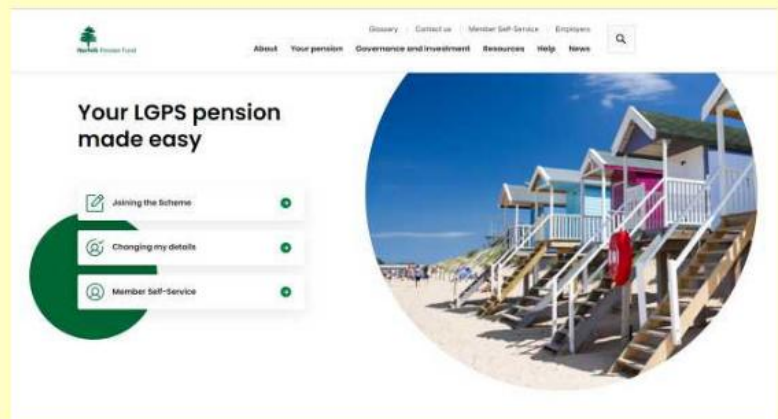 Glossary
Contact us
Member Self-Service
Employers
Norfolk Pension Fund
About Your pension Governance and Investment Resources Help News
Your LGPS pension
made easy
Joining the Scheme
Changing my details
Member Self-Service